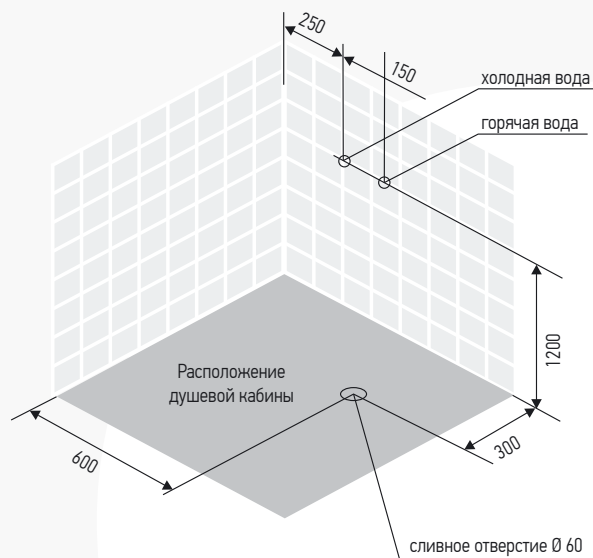 250
150
холодная вода
горячая вода
1200
Расположение
душевой кабины
600
300
сливное отверстие Ø 60